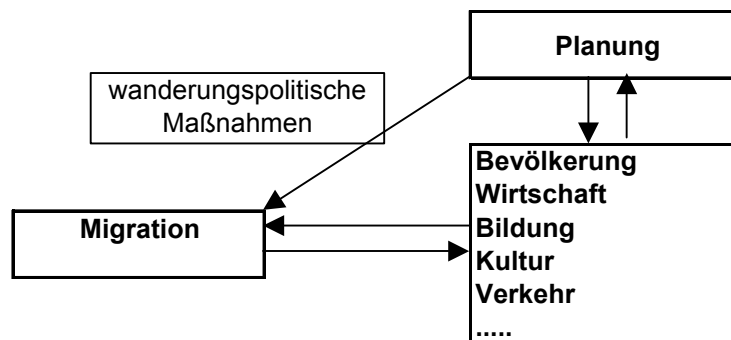 Planung
wanderungspolitische
Maßnahmen
Bevölkerung
Wirtschaft
Migration
Bildung
Kultur
Verkehr
.....